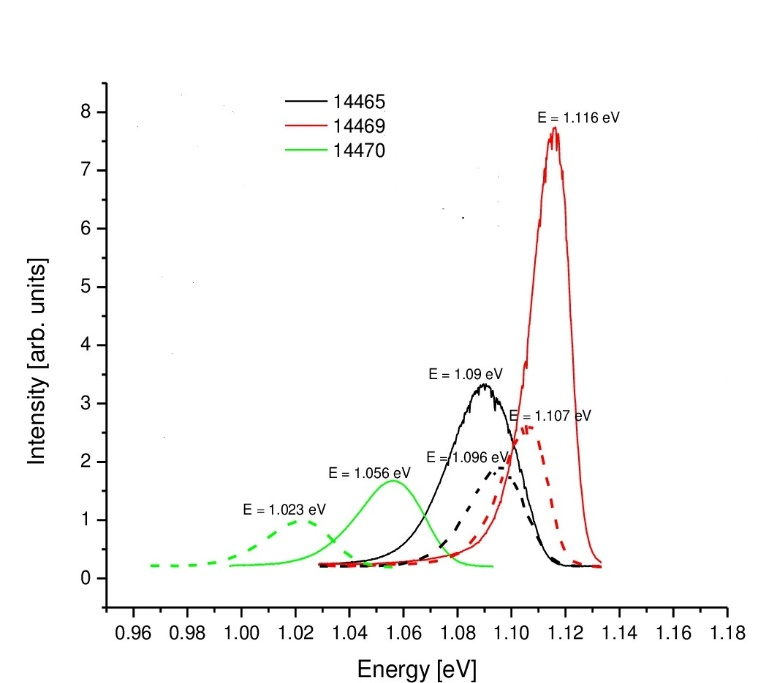 14465
14469
14470
E = 1.116 eV
E = 1.09 eV
E = 1.107 eV
E = 1.096 eV
E = 1.056 eV
E = 1.023 eV
8
7
6
5
4
3
2
1
0
Intensity [arb. units]
0.96 0.98 1.00 1.02 1.04 1.06 1.08 1.10 1.12 1.14 1.16 1.18
Energy [eV]